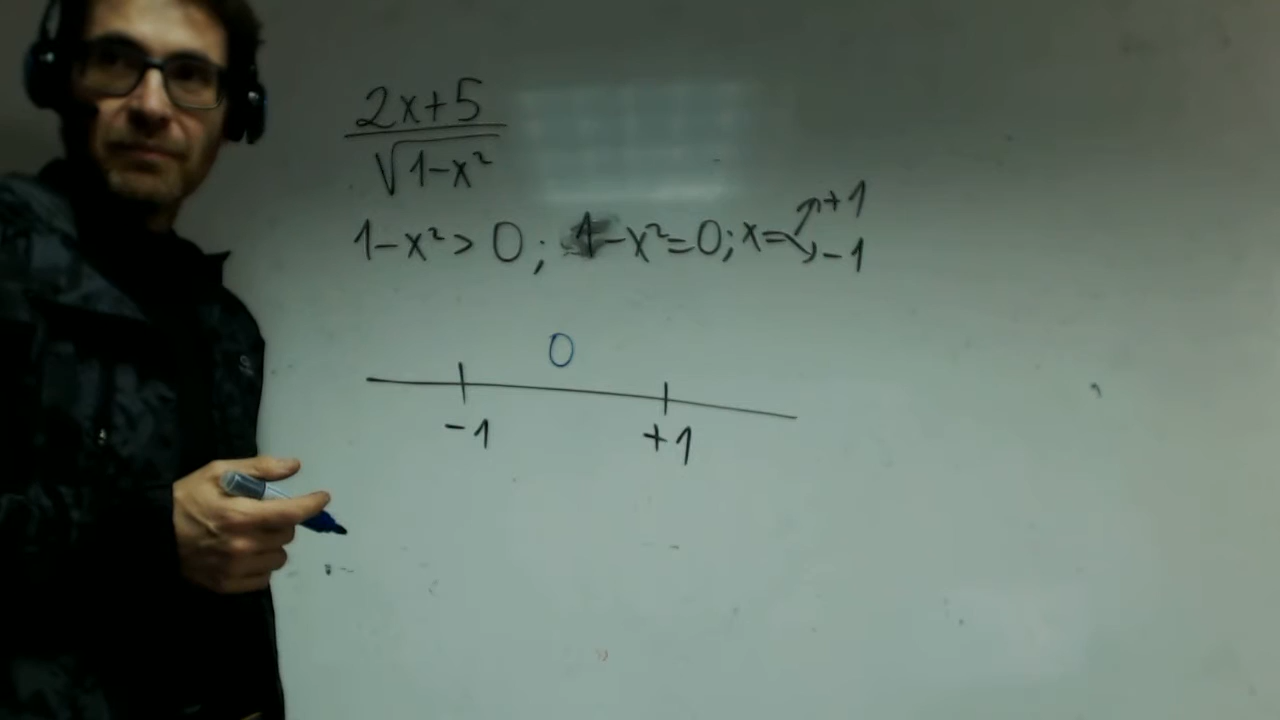 2x+5
√1-x²
1-x²>0; 1-x²=0; x= +1
-1
0
-1 +1